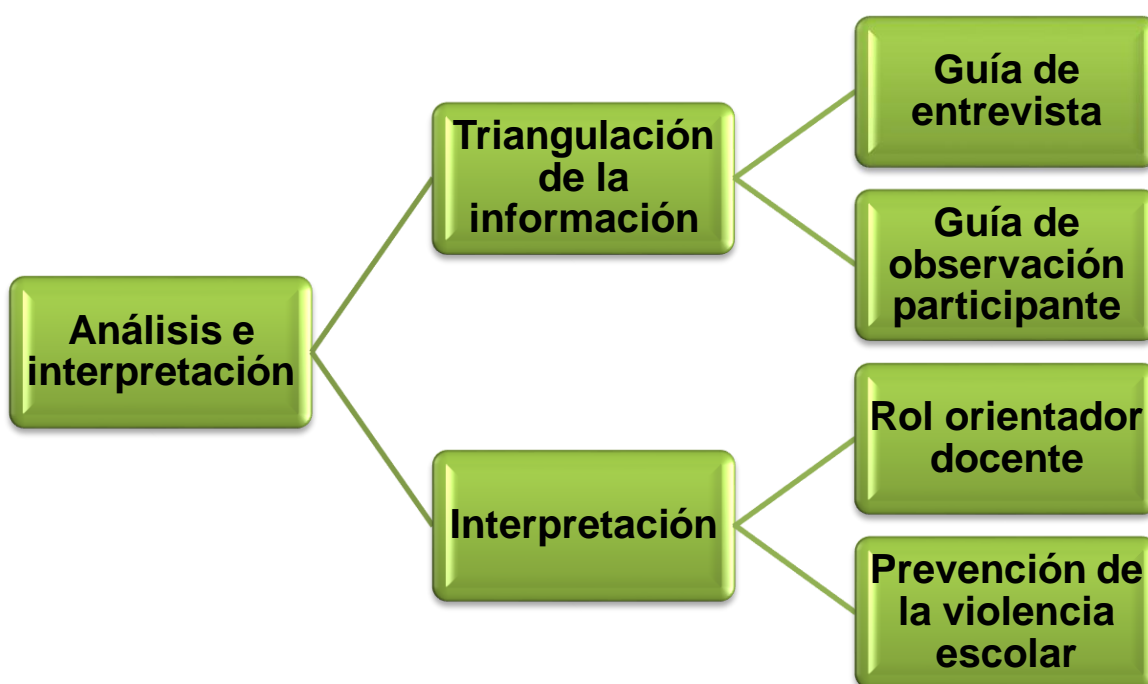 Análisis e
interpretación
Triangulación
de la
información
Guía de
entrevista
Guía de
observación
participante
Interpretación
Rol orientador
docente
Prevención de
la violencia
escolar